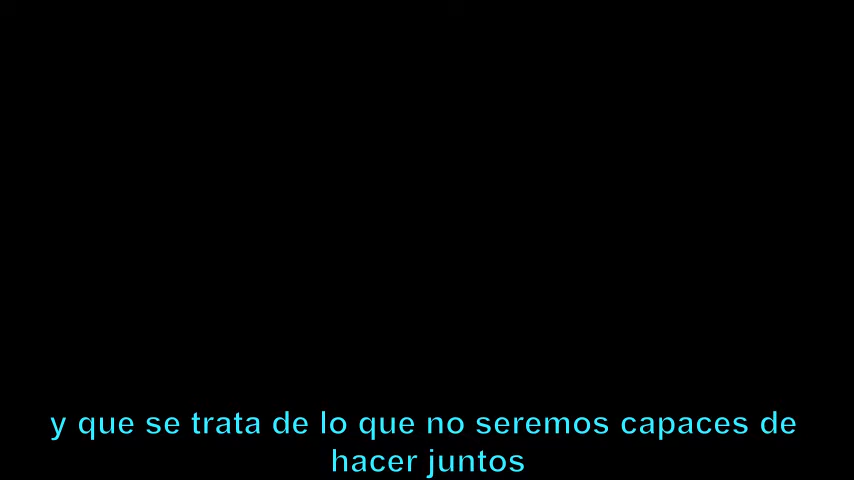 y que se trata de lo que no seremos capaces de
hacer juntos